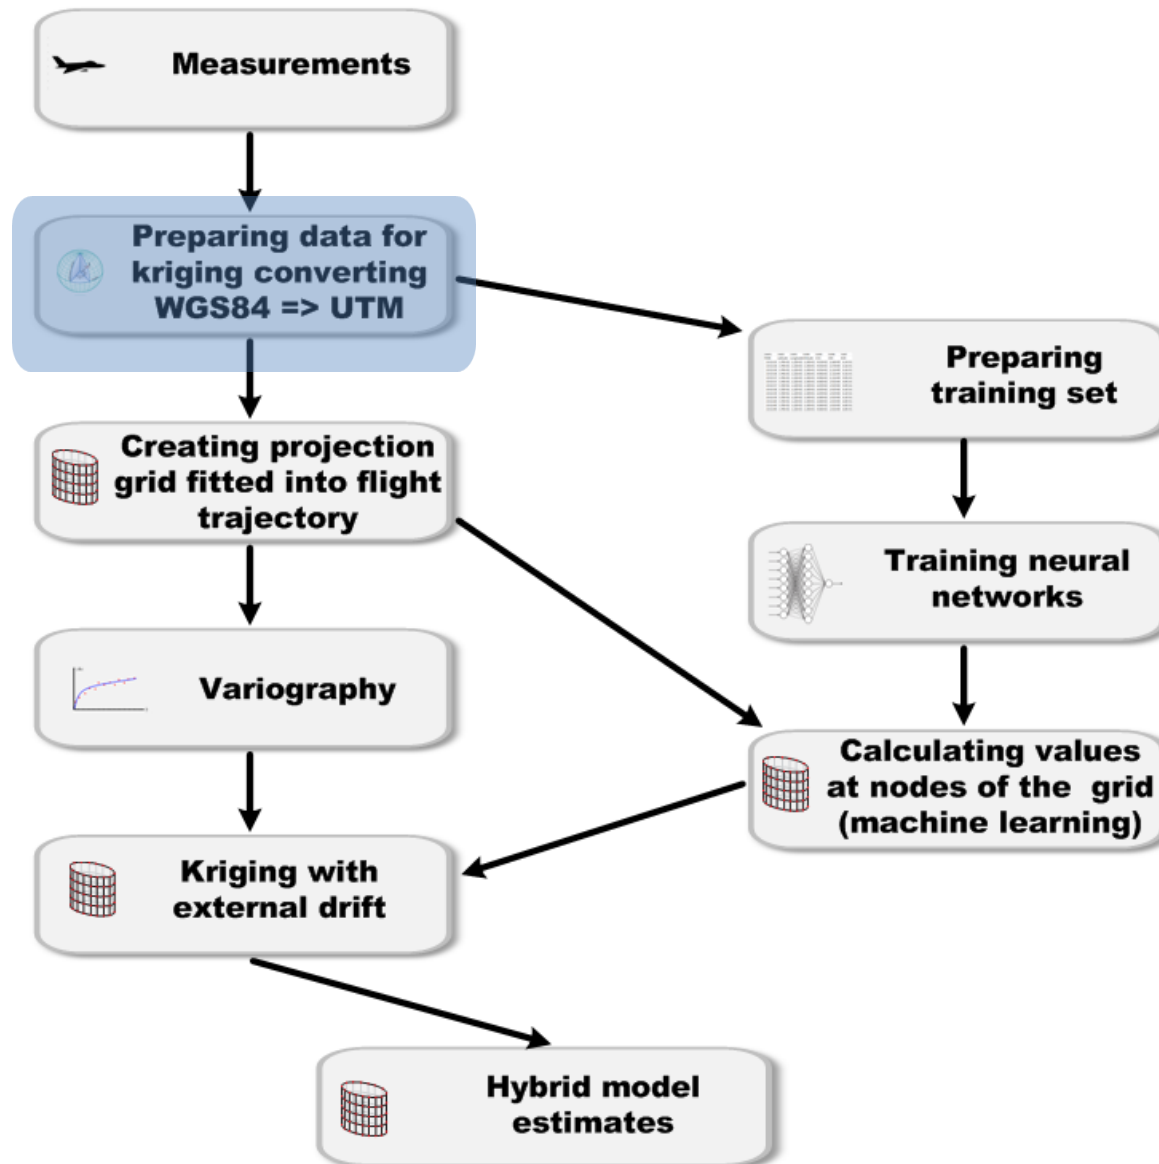 Measurements
Preparing data for
kriging converting
WGS84 => UTM
Preparing
training set
Creating projection
grid fitted into flight
trajectory
Training neural
networks
Variography
Calculating values
at nodes of the grid
(machine learning)
Kriging with
external drift
Hybrid model
estimates